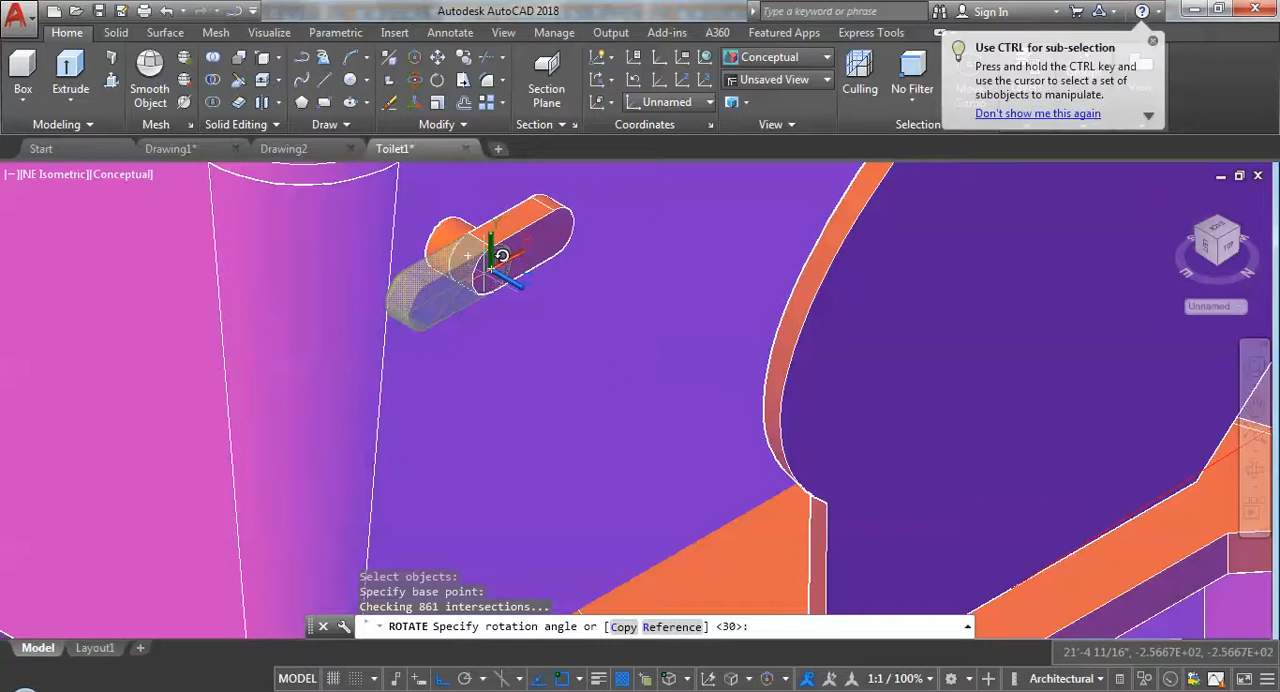 Autodesk AutoCAD 2018
Type a keyword or phrase
Sign In
Home Solid Surface Mesh Visualize Parametric Insert Annotate View Manage Output Add-ins A360 Featured Apps Express Tools
Box
Extrude
Smooth
Object
Section
Plane
Conceptual
Unsaved View
Unnamed
Culling
No Filter
Modeling
Mesh
Solid Editing
Draw
Modify
Section
Coordinates
View
Selection
Use CTRL for sub-selection
Press and hold the CTRL key and
use the cursor to select a set of
subobjects to manipulate.
Don't show me this again
Start
Drawing1*
Drawing2
Toilet1*
[−][NE Isometric][Conceptual]
TOP
Unnamed
Select objects:
Specify base point:
Checking 861 intersections...
ROTATE Specify rotation angle or [Copy Reference] <30>:
Model Layout1
21'-4 11/16", -2.5667E+02, -2.5667E+02
MODEL
1:1 / 100%
Architectural